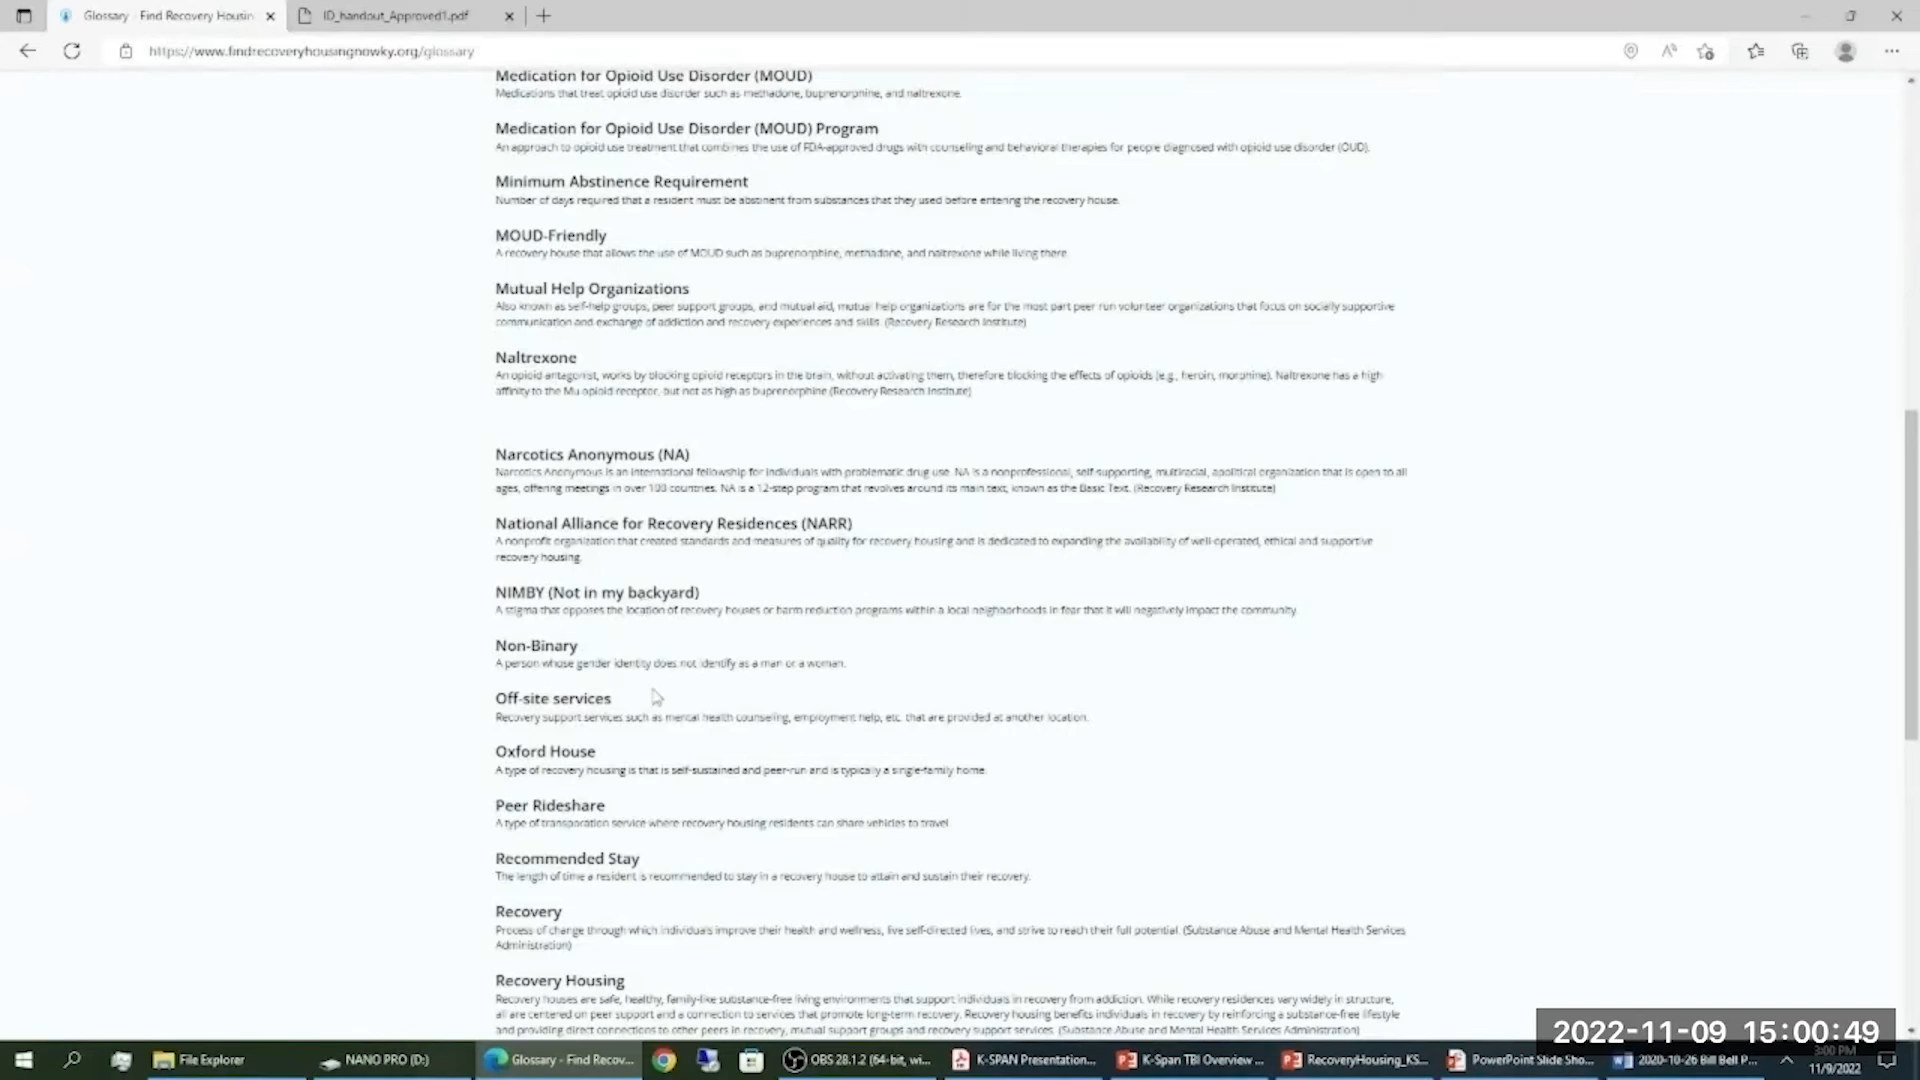 Glossary - Find Recovery Housin
ID_handout_Approved1.pdf
https://www.findrecoveryhousingnowky.org/glossary
Medication for Opioid Use Disorder (MOUD)
Medications that treat opioid use disorder such as methadone, buprenorphine, and naltrexone.
Medication for Opioid Use Disorder (MOUD) Program
An approach to opioid use treatment that combines the use of FDA-approved drugs with counseling and behavioral therapies for people diagnosed with opioid use disorder (OUD).
Minimum Abstinence Requirement
Number of days required that a resident must be abstinent from substances that they used before entering the recovery house.
MOUD-Friendly
A recovery house that allows the use of MOUD such as buprenorphine, methadone, and naltrexone while living there
Mutual Help Organizations
Also known as self-help groups, peer support groups, and mutual aid, mutual help organizations are for the most part peer run volunteer organizations that focus on socially supportive
communication and exchange of addiction and recovery experiences and skills. (Recovery Research Institute)
Naltrexone
An opioid antagonist, works by blocking opioid receptors in the brain, without activating them, therefore blocking the effects of opioids (e.g., heroin, morphine). Naltrexone has a high
affinity to the Mu opioid receptor, but not as high as buprenorphine (Recovery Research Institute)
Narcotics Anonymous (NA)
Narcotics Anonymous is an international fellowship for individuals with problematic drug use. NA is a nonprofessional, self-supporting, multiracial, apolitical organization that is open to all
ages, offering meetings in over 100 countries. NA is a 12-step program that revolves around its main text, known as the Basic Text. (Recovery Research Institute)
National Alliance for Recovery Residences (NARR)
A nonprofit organization that created standards and measures of quality for recovery housing and is dedicated to expanding the availability of well-operated, ethical and supportive
recovery housing.
NIMBY (Not in my backyard)
A stigma that opposes the location of recovery houses or harm reduction programs within a local neighborhoods in fear that it will negatively impact the community.
Non-Binary
A person whose gender identity does not identify as a man or a woman.
Off-site services
Recovery support services such as mental health counseling, employment help, etc. that are provided at another location.
Oxford House
A type of recovery housing is that is self-sustained and peer-run and is typically a single-family home.
Peer Rideshare
A type of transporation service where recovery housing residents can share vehicles to travel
Recommended Stay
The length of time a resident is recommended to stay in a recovery house to attain and sustain their recovery.
Recovery
Process of change through which individuals improve their health and wellness, live self-directed lives, and strive to reach their full potential. (Substance Abuse and Mental Health Services
Administration)
Recovery Housing
Recovery houses are safe, healthy, family-like substance-free living environments that support individuals in recovery from addiction. While recovery residences vary widely in structure,
all are centered on peer support and a connection to services that promote long-term recovery. Recovery housing benefits individuals in recovery by reinforcing a substance-free lifestyle
and providing direct connections to other peers in recovery, mutual support groups and recovery support services. (Substance Abuse and Mental Health Services Administration)
2022-11-09 15:00:49
File Explorer
NANO PRO (D:)
Glossary - Find Recov...
OBS 28.1.2 (64-bit, wi...
K-SPAN Presentation...
K-Span TBI Overview ...
RecoveryHousing_KS...
PowerPoint Slide Sho...
2020-10-26 Bill Bell P...
3:00 PM
11/9/2022